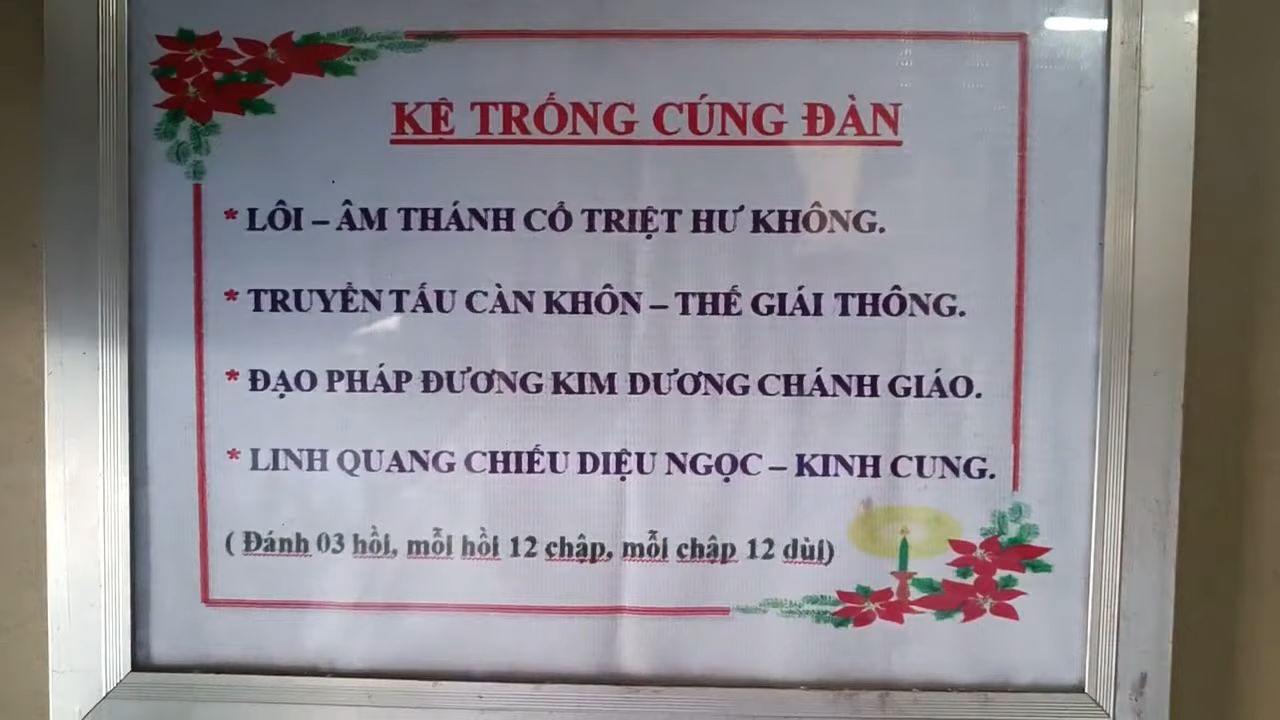 KỆ TRỐNG CÚNG ĐÀN
* LÔI – ÂM THÁNH CỔ TRIỆT HƯ KHÔNG.
* TRUYỀN TẤU CÀN KHÔN – THẾ GIÁI THÔNG.
* ĐẠO PHÁP ĐƯƠNG KIM DƯƠNG CHÁNH GIÁO.
* LINH QUANG CHIẾU DIỆU NGỌC – KINH CUNG.
( Đánh 03 hồi, mỗi hồi 12 chập, mỗi chập 12 dùi)